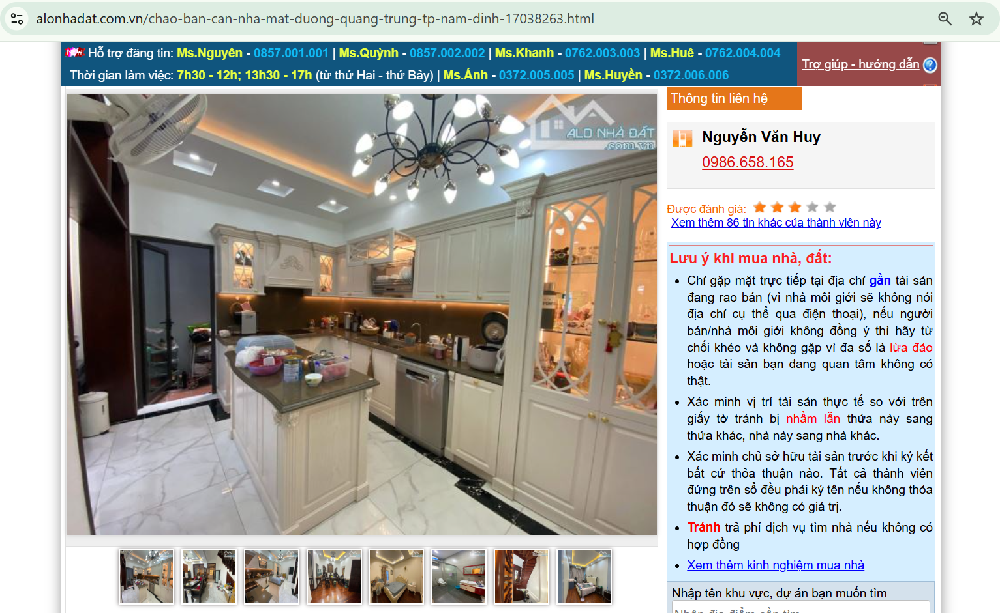 alonhadat.com.vn/chao-ban-can-nha-mat-duong-quang-trung-tp-nam-dinh-17038263.html
Hỗ trợ đăng tin: Ms.Nguyên - 0857.001.001 | Ms.Quỳnh - 0857.002.002 | Ms.Khanh - 0762.003.003 | Ms.Huê - 0762.004.004
Thời gian làm việc: 7h30 - 12h; 13h30 - 17h (từ thứ Hai - thứ Bảy) | Ms.Ánh - 0372.005.005 | Ms.Huyền - 0372.006.006
Trợ giúp - hướng dẫn
ALO NHÀ ĐẤT
.com.vn
Thông tin liên hệ
Nguyễn Văn Huy
0986.658.165
Được đánh giá:
Xem thêm 86 tin khác của thành viên này
Lưu ý khi mua nhà, đất:
Chỉ gặp mặt trực tiếp tại địa chỉ gần tài sản
đang rao bán (vì nhà môi giới sẽ không nói
địa chỉ cụ thể qua điện thoại), nếu người
bán/nhà môi giới không đồng ý thì hãy từ
chối khéo và không gặp vì đa số là lừa đảo
hoặc tài sản bạn đang quan tâm không có
thật.
Xác minh vị trí tài sản thực tế so với trên
giấy tờ tránh bị nhầm lẫn thửa này sang
thửa khác, nhà này sang nhà khác.
Xác minh chủ sở hữu tài sản trước khi ký kết
bất cứ thỏa thuận nào. Tất cả thành viên
đứng trên sổ đều phải ký tên nếu không thỏa
thuận đó sẽ không có giá trị.
Tránh trả phí dịch vụ tìm nhà nếu không có
hợp đồng
Xem thêm kinh nghiệm mua nhà
Nhập tên khu vực, dự án bạn muốn tìm
Nhập địa điểm cần tìm